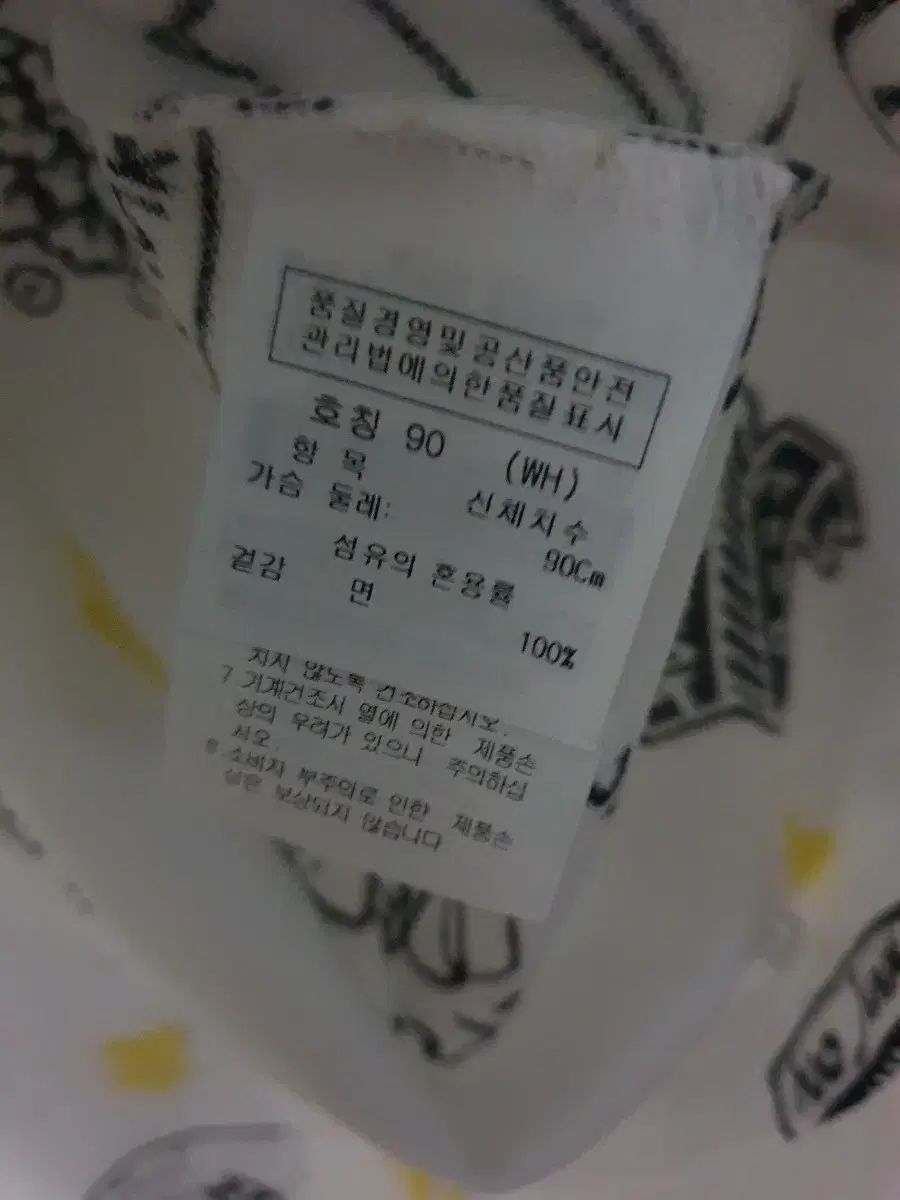 품질경영및공산품안전
관리법에의한품질표시
호칭 90 (WH)
항 목 신체치수
가슴 둘레: 90Cm
섬유의 혼용률
겉감 면 100%
지지 않도록 건조하십시오.
7 기계건조시 열에 의한 제품손
상의 우려가 있으니 주의하십
시오.
8 소비자 부주의로 인한 제품손
상은 보상되지 않습니다
NO